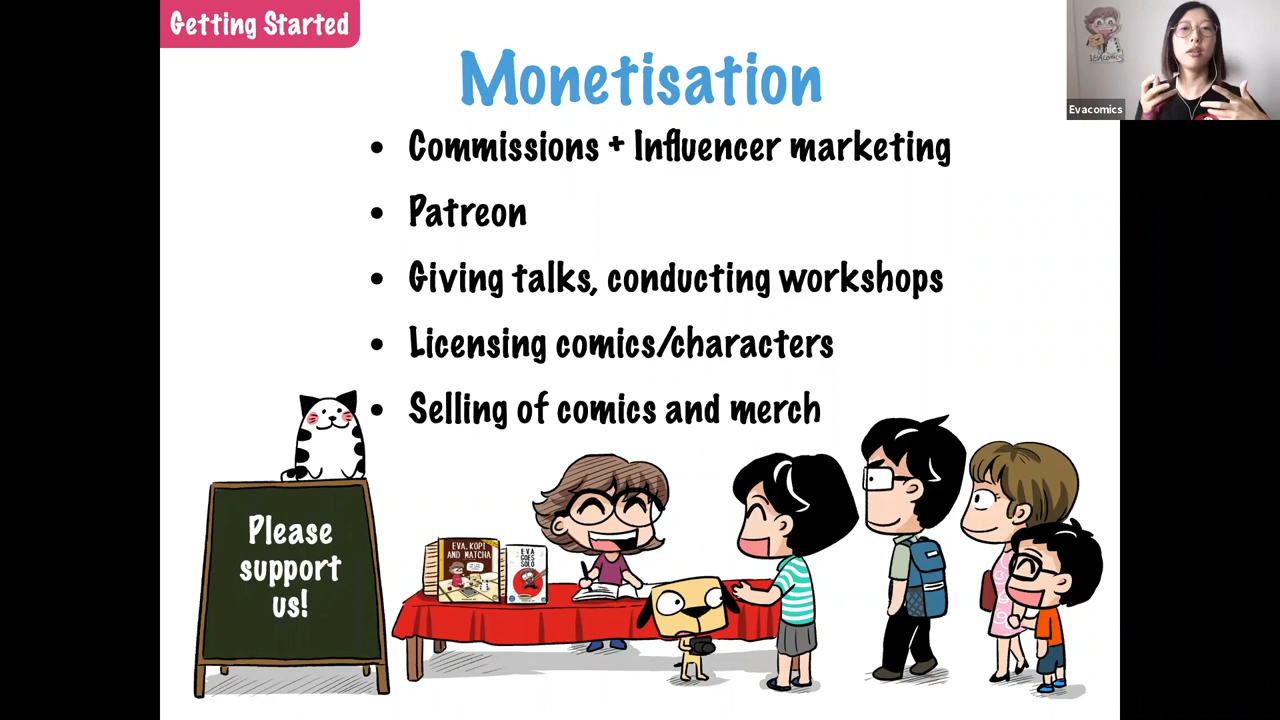 Getting Started
Monetisation
• Commissions + Influencer marketing
• Patreon
• Giving talks, conducting workshops
• Licensing comics/characters
• Selling of comics and merch
Please
support
us!
EVA, KOPI
AND MATCHA
EVA
GOES
SOLO
Evacomics
EVACOMICS